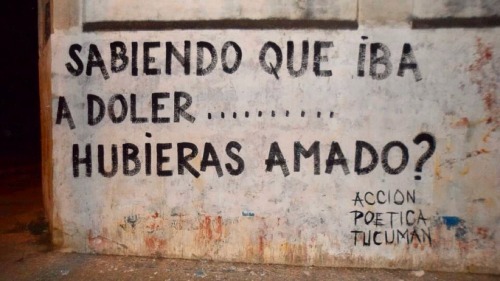 SABIENDO QUE iBA
A DOLER ...........
HUBiERAS AMADO?
ACCION
POETICA
TUCUMAN